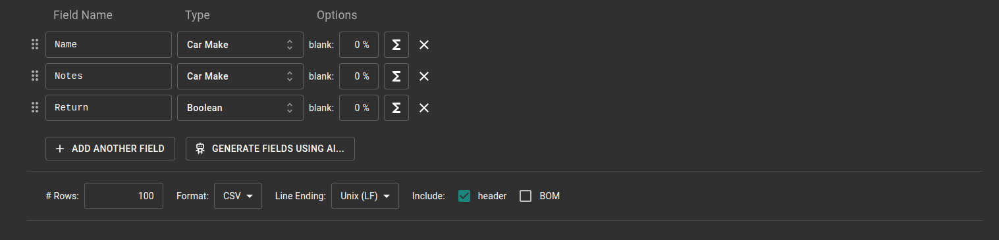 Field Name Type Options
Name Car Make blank: 0 %
Notes Car Make blank: 0 %
Return Boolean blank: 0 %
ADD ANOTHER FIELD GENERATE FIELDS USING AI...
# Rows: 100 Format: CSV Line Ending: Unix (LF) Include: header BOM